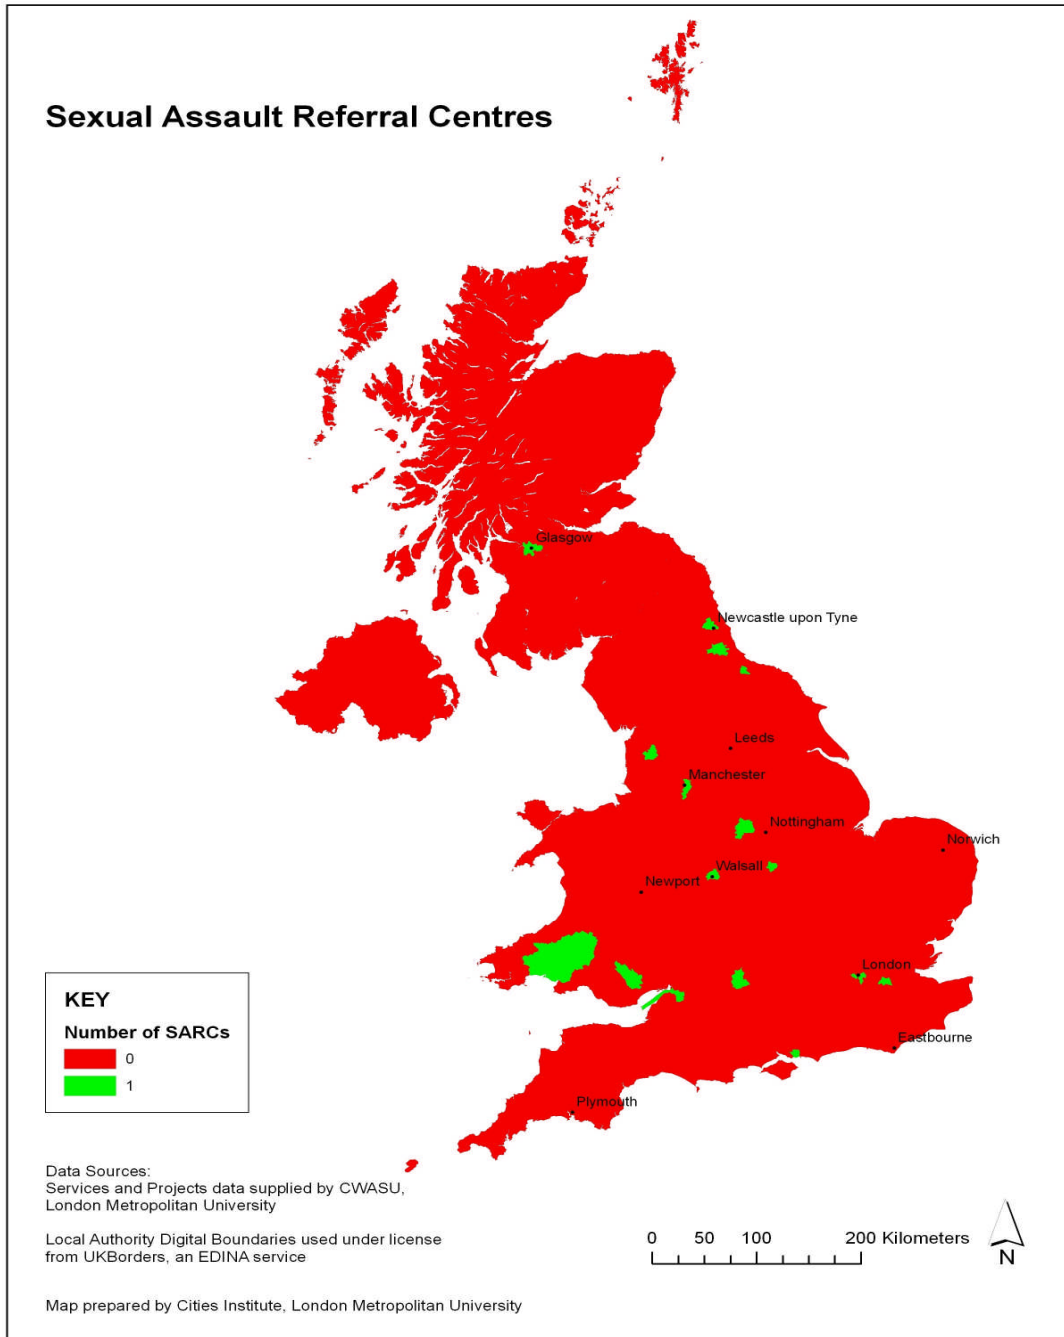 Sexual Assault Referral Centres
Glasgow
Newcastle upon Tyne
Leeds
Manchester
Nottingham
Norwich
Walsall
Newport
London
Eastbourne
Plymouth
KEY
Number of SARCs
0
1
Data Sources:
Services and Projects data supplied by CWASU,
London Metropolitan University
Local Authority Digital Boundaries used under license
from UKBorders, an EDINA service
Map prepared by Cities Institute, London Metropolitan University
0 50 100 200 Kilometers
N